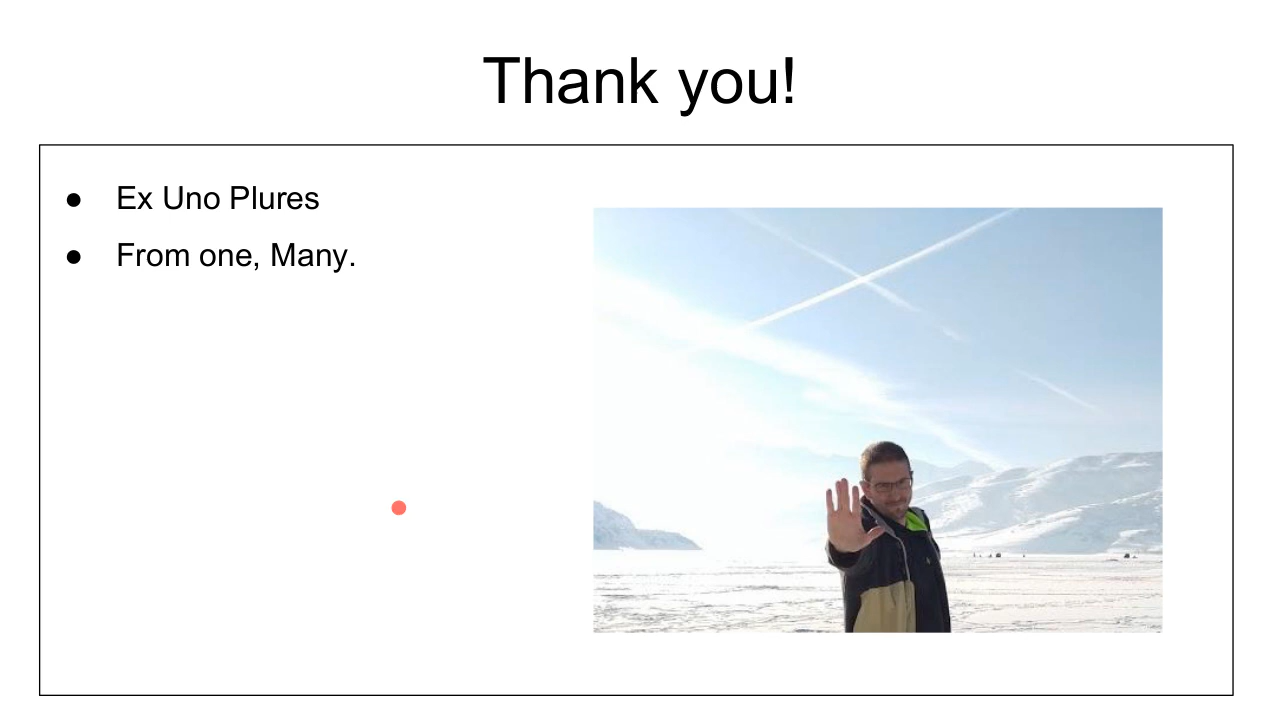 Thank you!
● Ex Uno Plures
● From one, Many.